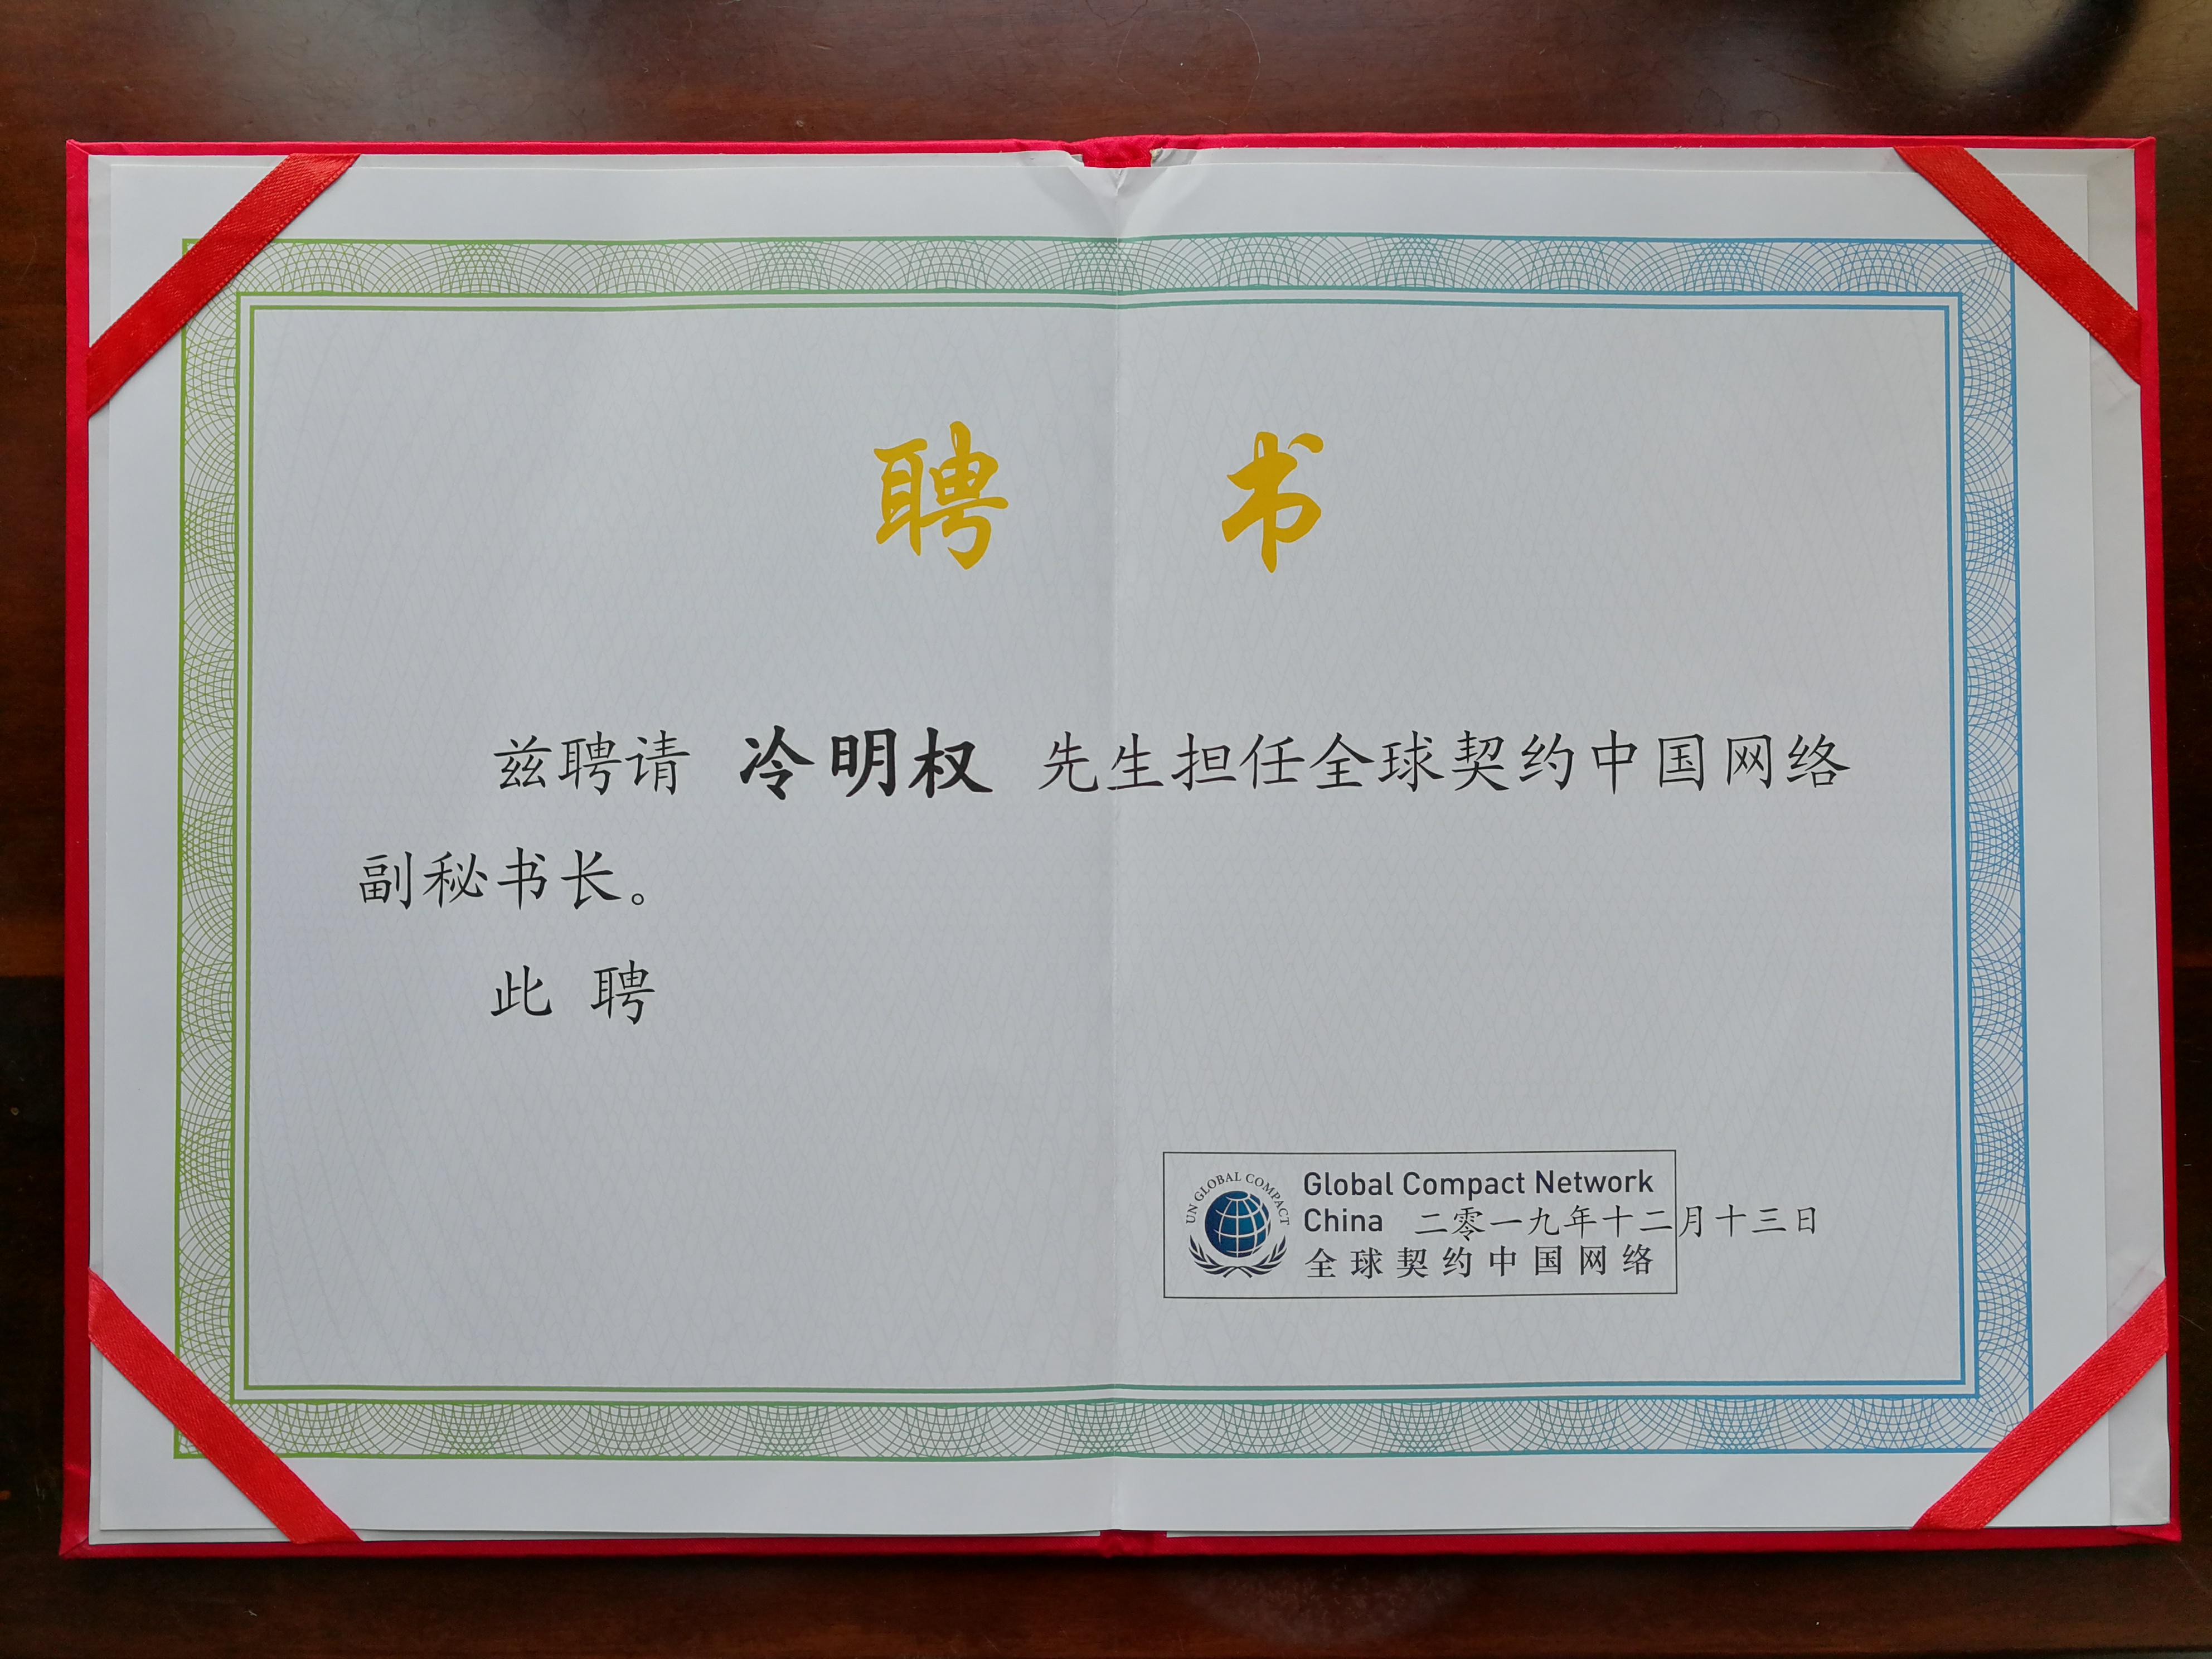 聘 书
兹聘请 冷明权 先生担任全球契约中国网络
副秘书长。
此 聘
UN GLOBAL COMPACT
Global Compact Network
China
二零一九年十二月十三日
全球契约中国网络